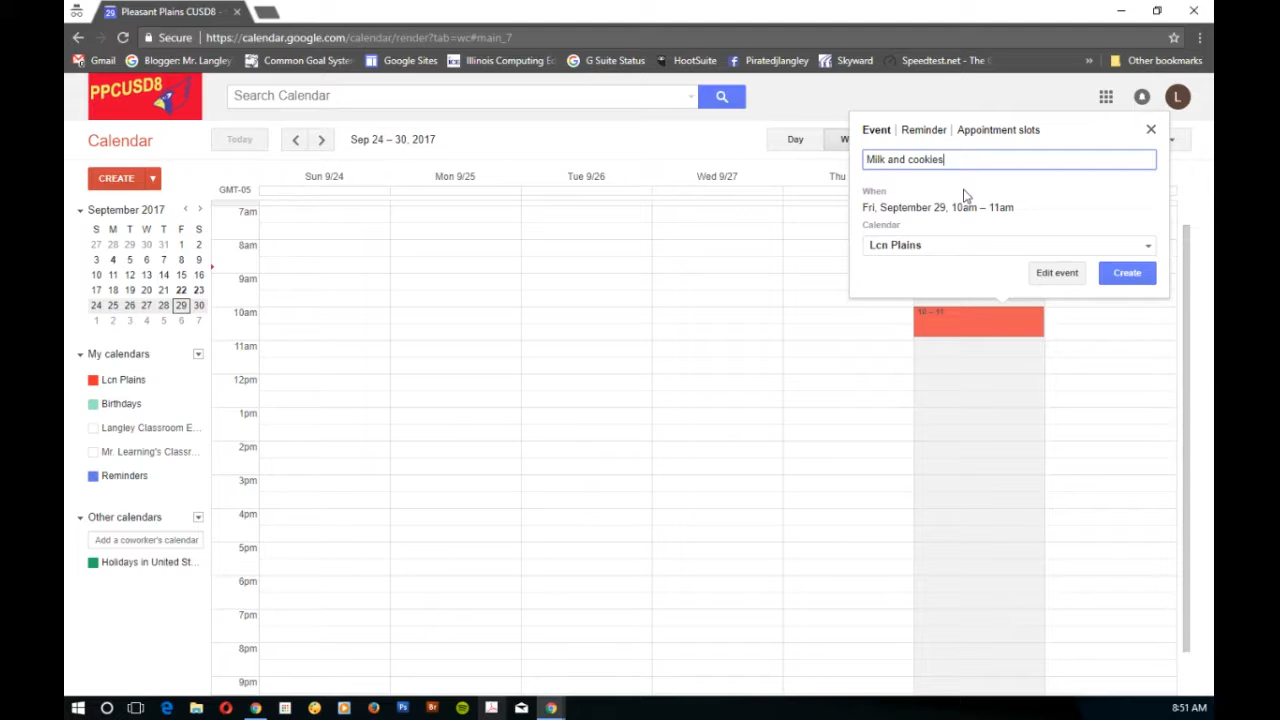 Pleasant Plains CUSD8 -
Secure
https://calendar.google.com/calendar/render?tab=wc#main_7
Gmail
Blogger: Mr. Langley
Common Goal Syste
Google Sites
Illinois Computing Ed
G Suite Status
HootSuite
Piratedjlangley
Skyward
Speedtest.net - The G
»
Other bookmarks
PPCUSD8
Search Calendar
L
Calendar
Today
Sep 24 – 30, 2017
Day
W
Event | Reminder | Appointment slots
Milk and cookies
When
Fri, September 29, 10am – 11am
Calendar
Lcn Plains
Edit event
Create
CREATE
Sun 9/24
Mon 9/25
Tue 9/26
Wed 9/27
Thu
GMT-05
September 2017
S M T W T F S
27 28 29 30 31 1 2
3 4 5 6 7 8 9
10 11 12 13 14 15 16
17 18 19 20 21 22 23
24 25 26 27 28 29 30
1 2 3 4 5 6 7
My calendars
Lcn Plains
Birthdays
Langley Classroom E...
Mr. Learning's Classr...
Reminders
Other calendars
Add a coworker's calendar
Holidays in United St...
7am
8am
9am
10am
10 – 11
11am
12pm
1pm
2pm
3pm
4pm
5pm
6pm
7pm
8pm
9pm
8:51 AM